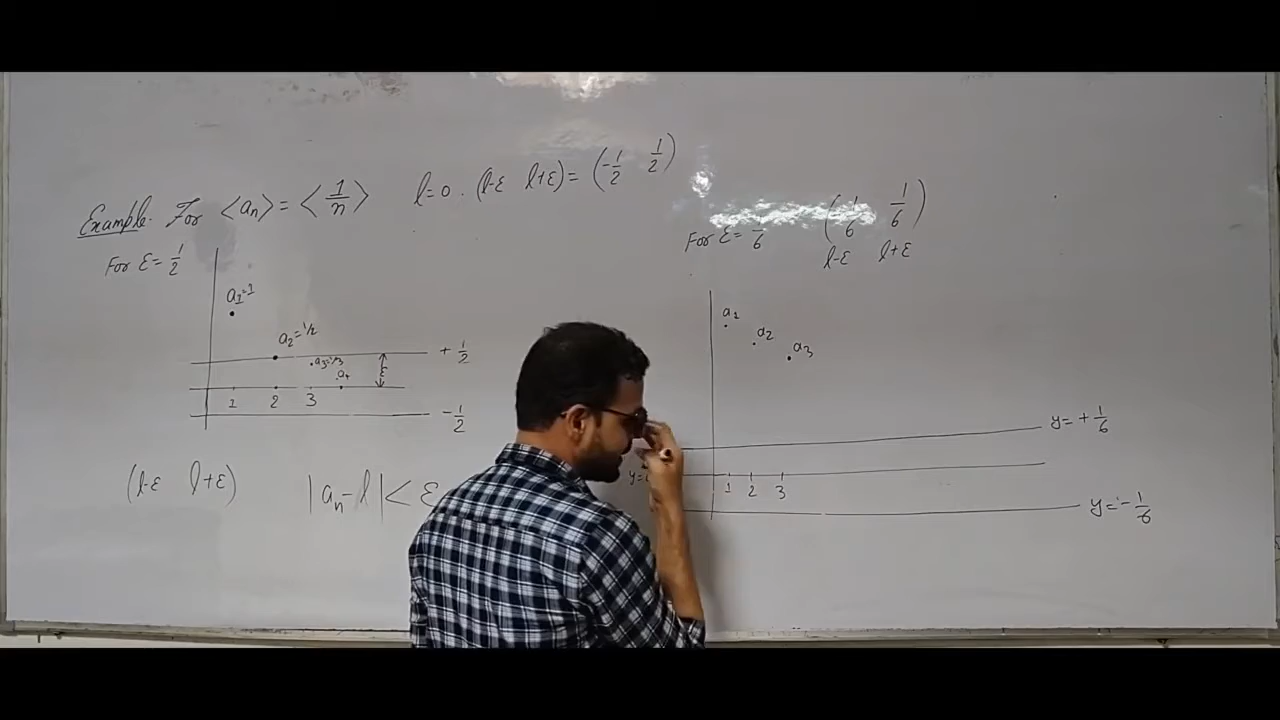 Example. For <aₙ> = <1/n> l=0. (l-ε l+ε) = (-1/2 1/2)
For ε = 1/2
a₁=1
a₂=1/2
a₃=1/3
a₄
ε
+ 1/2
1 2 3
- 1/2
(l-ε l+ε) |aₙ - l| < ε
For ε = 1/6 ( 1/6 1/6)
l-ε l+ε
a₁
a₂
a₃
y = + 1/6
y=
1 2 3
y = - 1/6